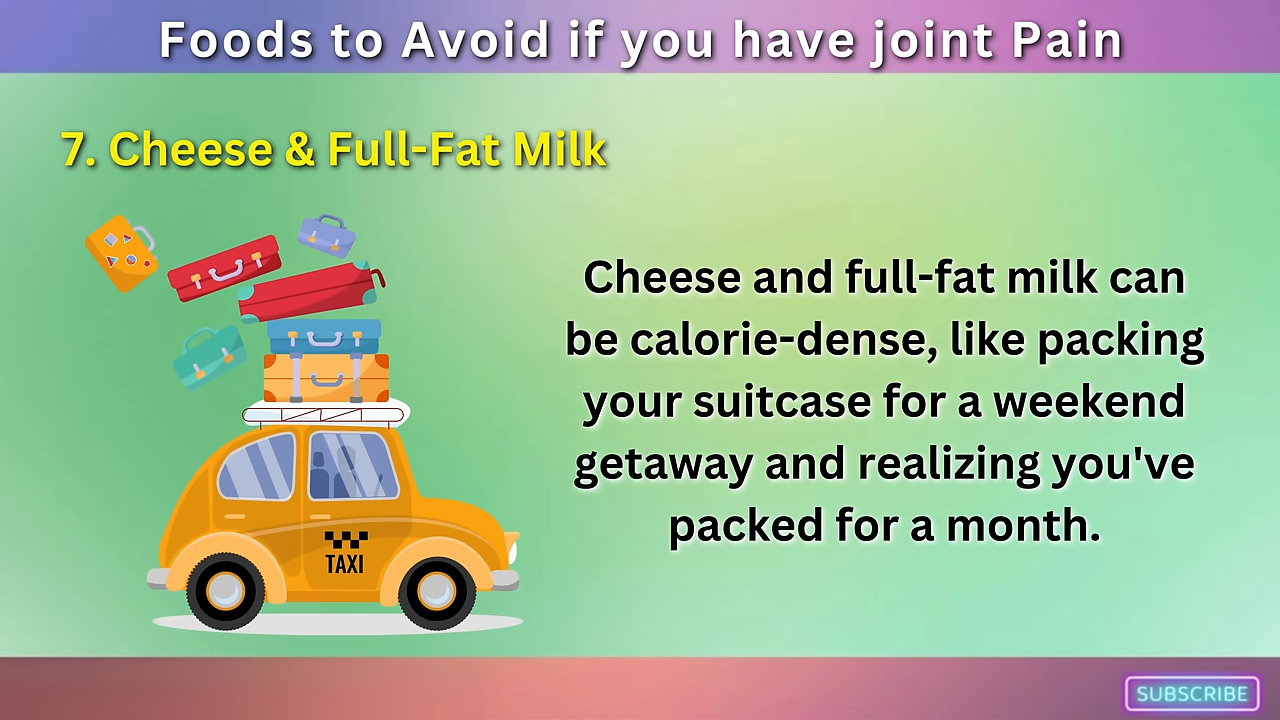 Foods to Avoid if you have joint Pain
7. Cheese & Full-Fat Milk
Cheese and full-fat milk can
be calorie-dense, like packing
your suitcase for a weekend
getaway and realizing you've
packed for a month.
TAXI
SUBSCRIBE